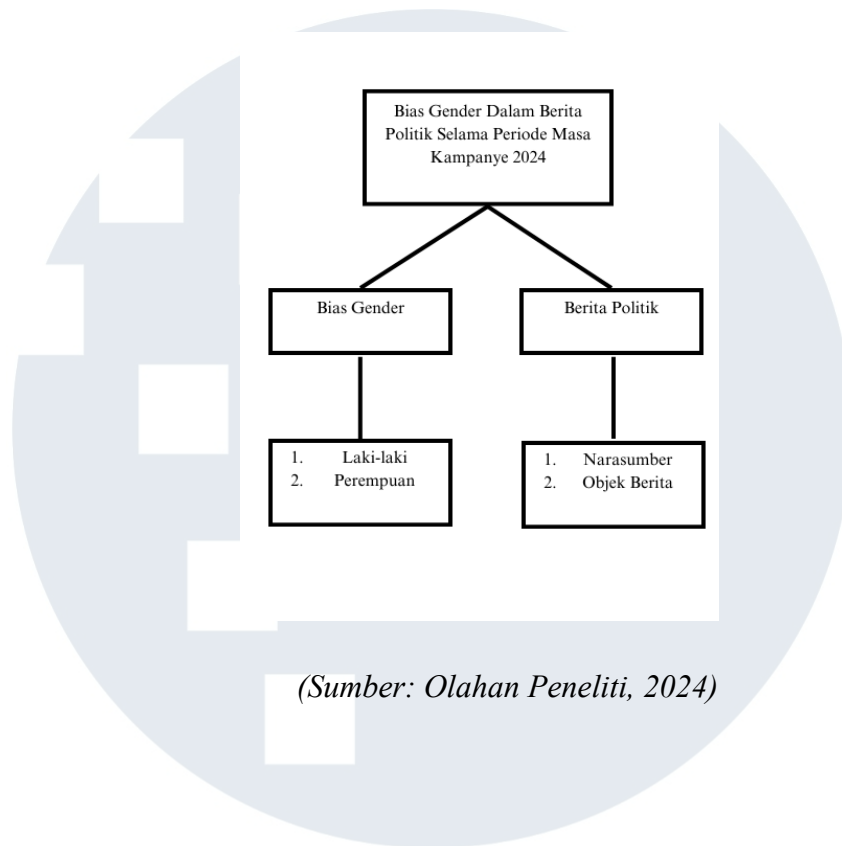 Bias Gender Dalam Berita
Politik Selama Periode Masa
Kampanye 2024
Bias Gender
Berita Politik
1. Laki-laki
2. Perempuan
1. Narasumber
2. Objek Berita
(Sumber: Olahan Peneliti, 2024)